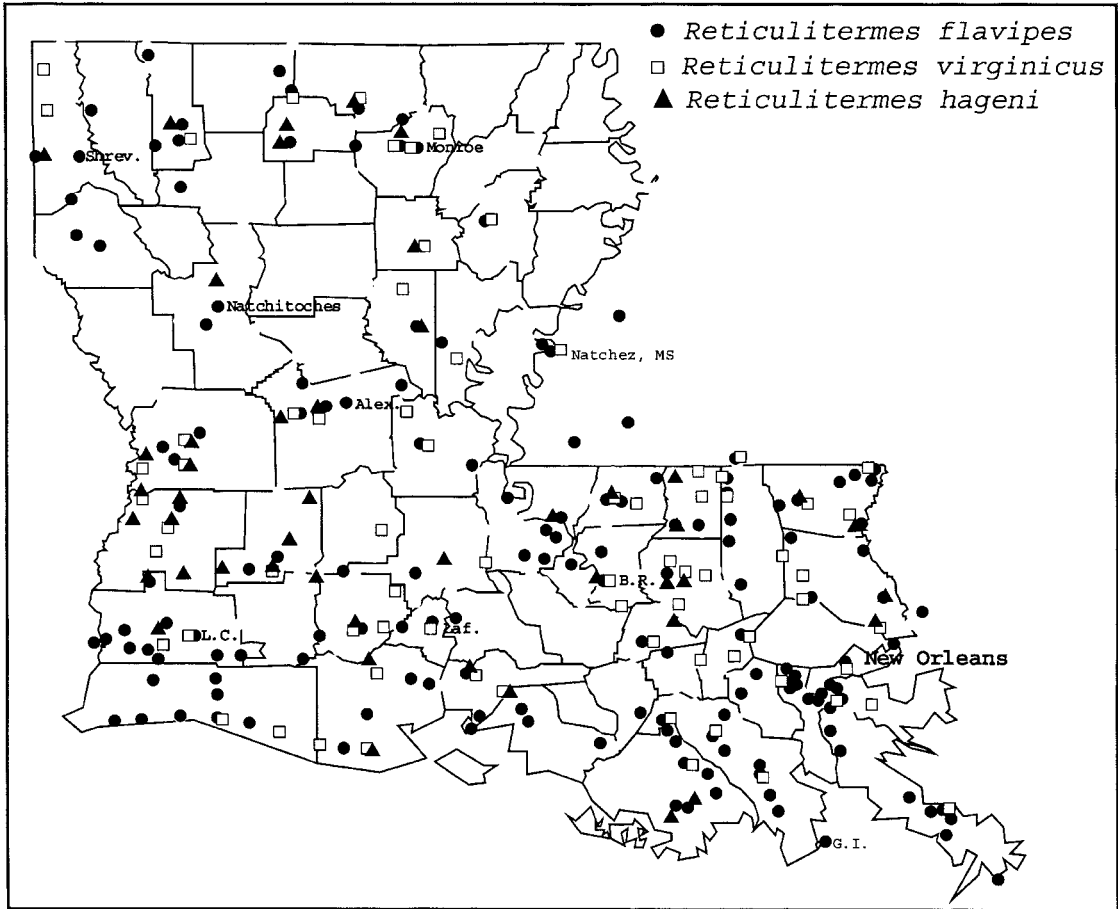 Reticulitermes flavipes
Reticulitermes virginicus
Reticulitermes hageni
Shrev.
Monroe
Natchitoches
Natchez, MS
Alex.
B.R.
L.C.
Laf.
New Orleans
G.I.